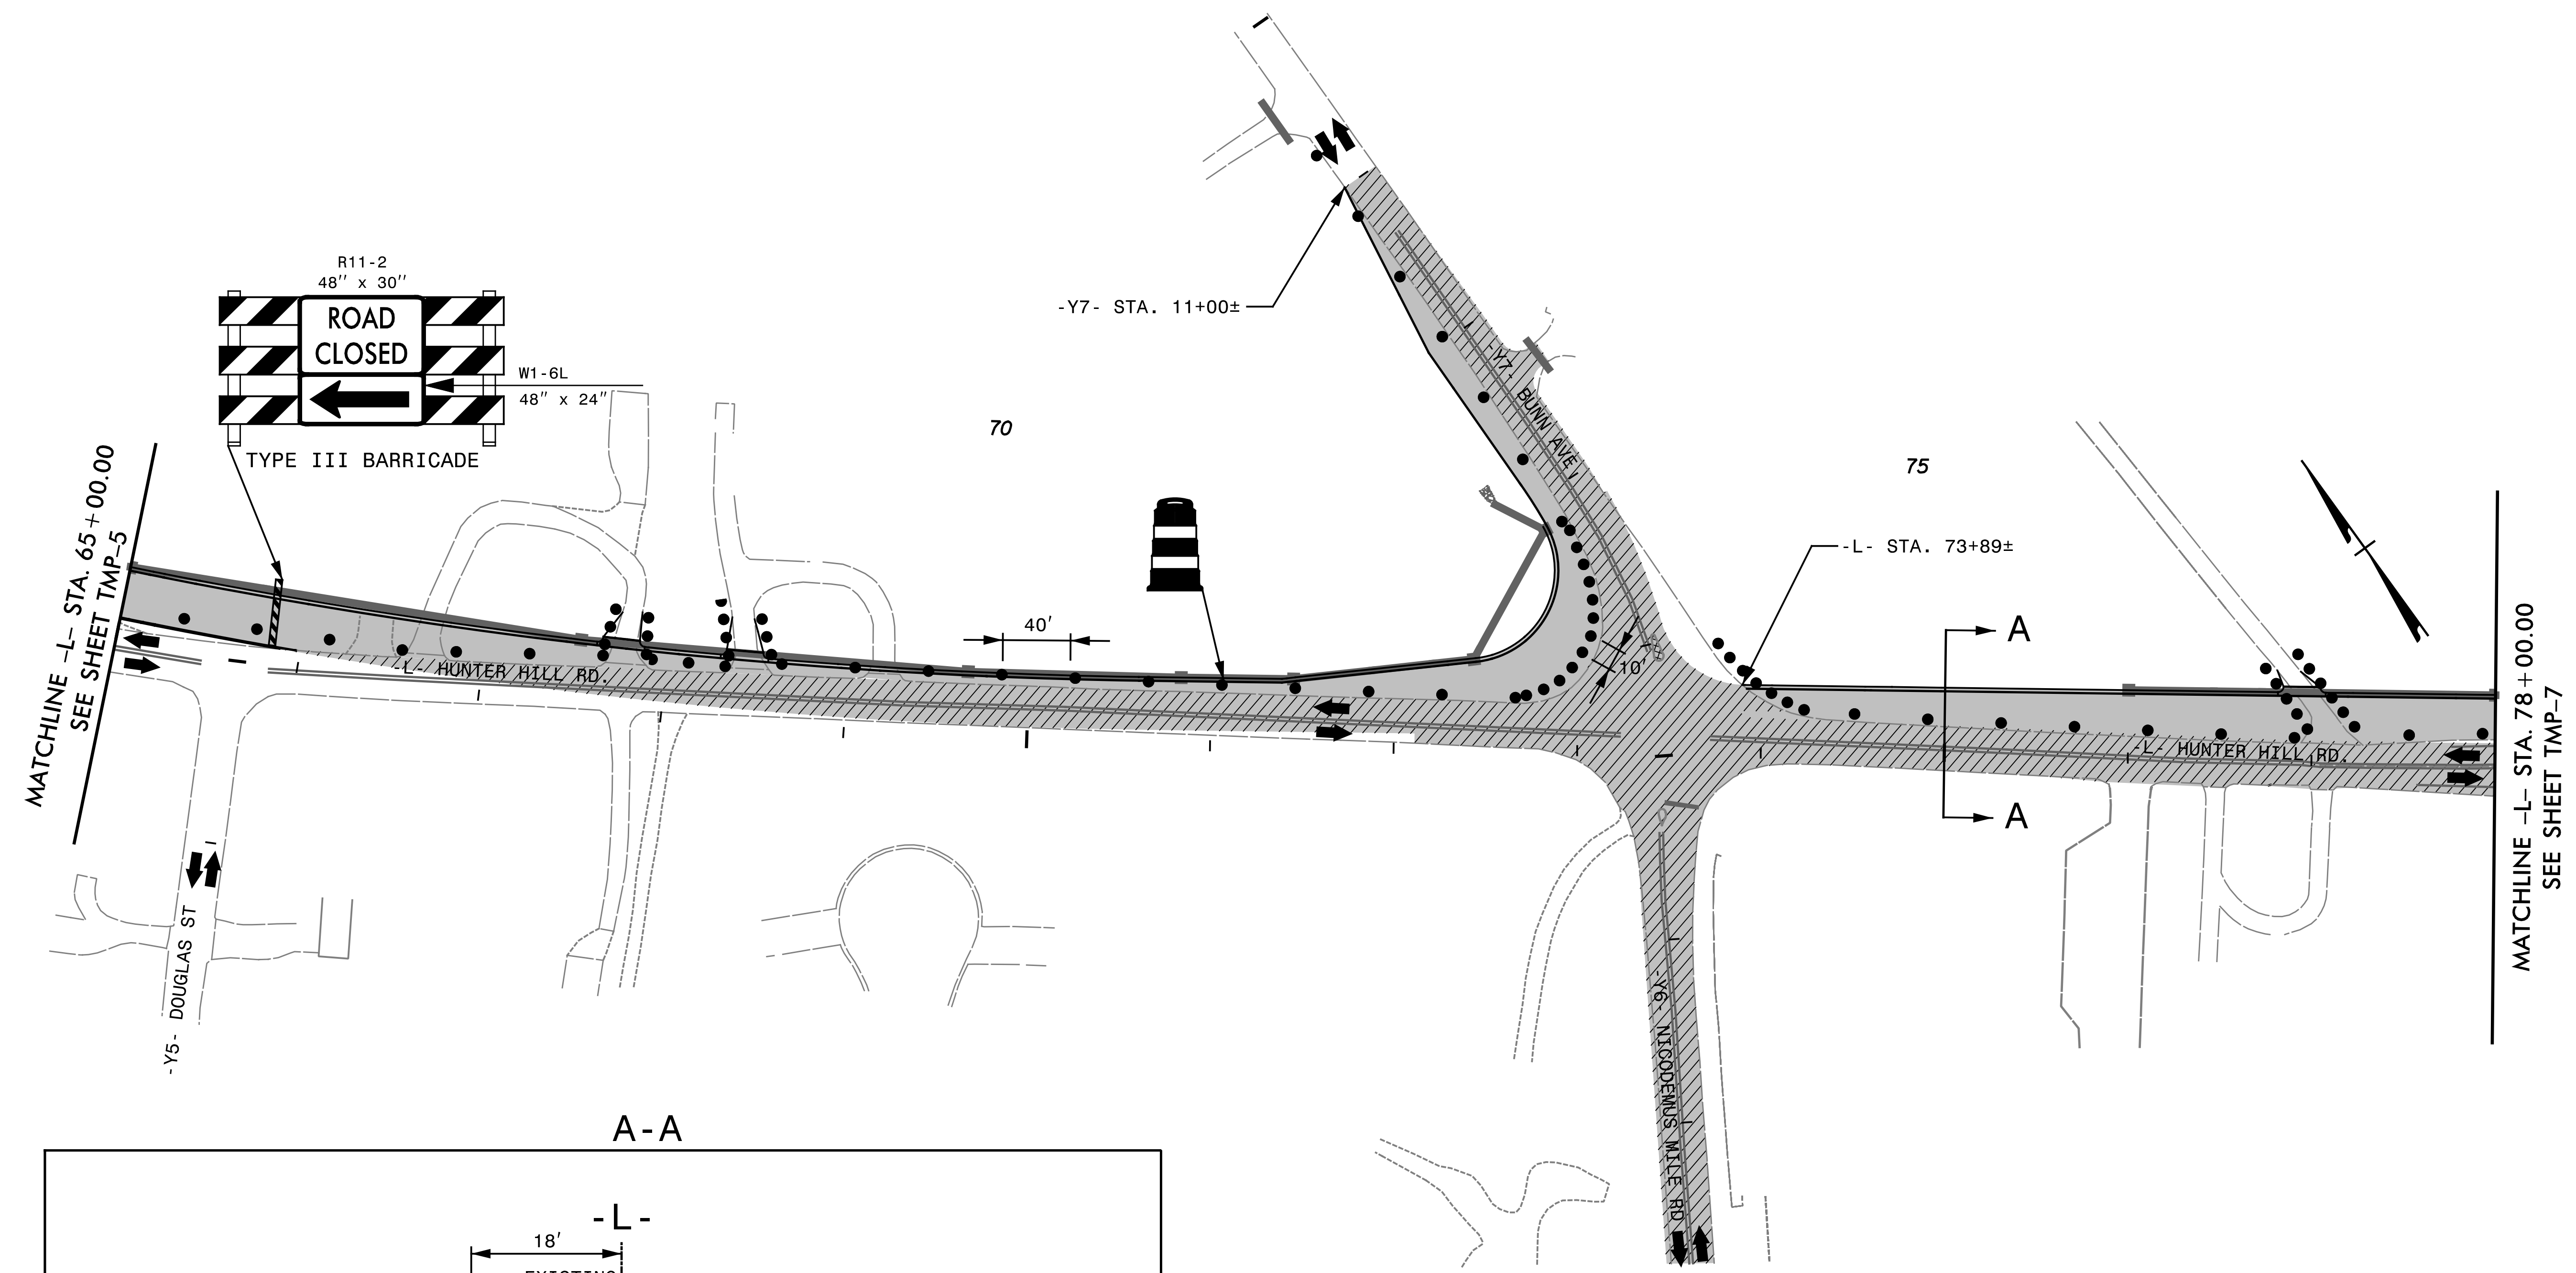 R11-2
48" x 30"
ROAD
CLOSED
W1-6L
48" x 24"
TYPE III BARRICADE
MATCHLINE -L- STA. 65+00.00
SEE SHEET TMP-5
-Y7- STA. 11+00±
70
75
-Y7- BUNN AVE
-L- STA. 73+89±
40'
10'
A
A
-L- HUNTER HILL RD.
-L- HUNTER HILL RD.
MATCHLINE -L- STA. 78+00.00
SEE SHEET TMP-7
-Y5- DOUGLAS ST
-Y6- NICODEMUS MILE RD
A-A
-L-
18'
EXISTING